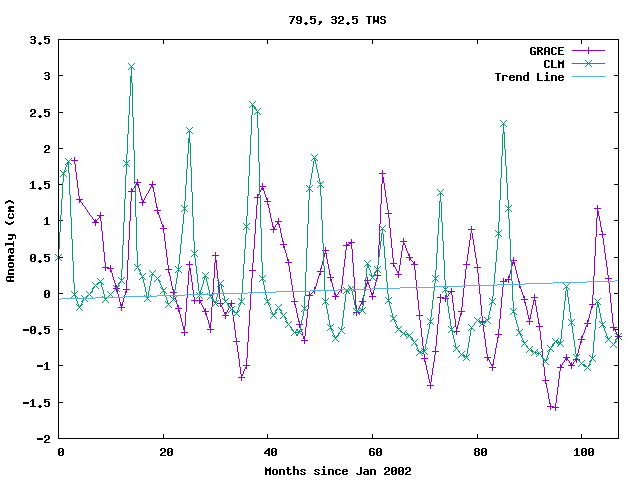 79.5, 32.5 TWS
GRACE
CLM
Trend Line
3.5
3
2.5
2
1.5
1
0.5
0
-0.5
-1
-1.5
-2
Anomaly (cm)
0 20 40 60 80 100
Months since Jan 2002